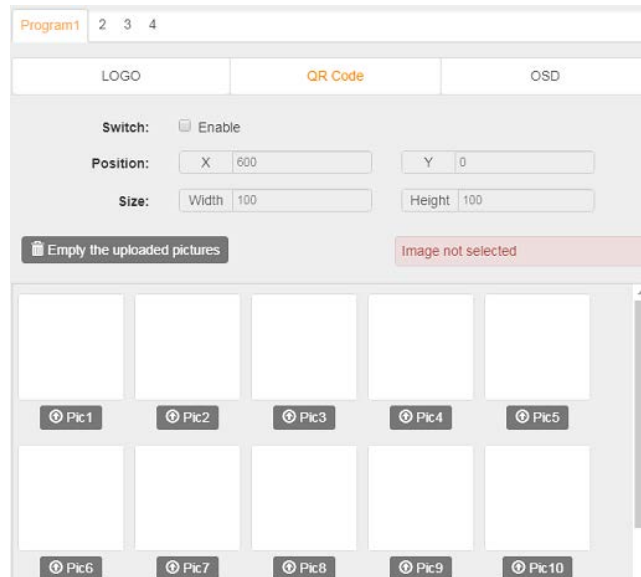 Program1 2 3 4
LOGO QR Code OSD
Switch: Enable
Position: X 600 Y 0
Size: Width 100 Height 100
Empty the uploaded pictures Image not selected
Pic1 Pic2 Pic3 Pic4 Pic5
Pic6 Pic7 Pic8 Pic9 Pic10